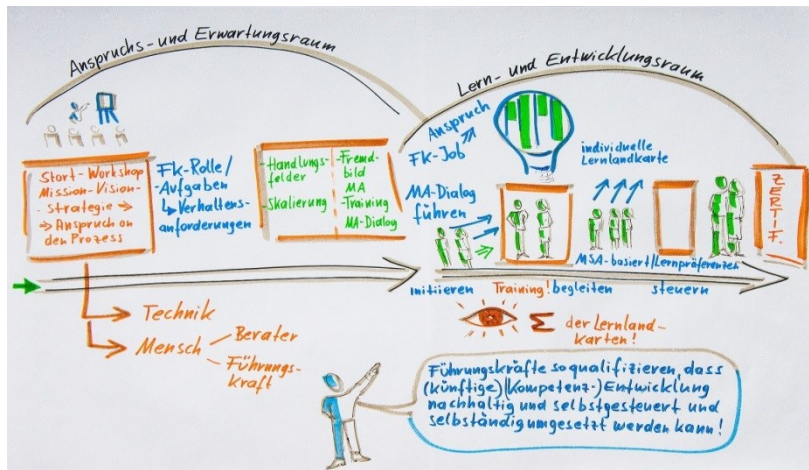 Anspruchs- und Erwartungsraum
Start-Workshop
Mission-Vision-
Strategie
Anspruch an
den Prozess
FK-Rolle/
Aufgaben
Verhaltens-
anforderungen
-Handlungs-
felder
-Skalierung
-Fremd-
bild
MA
Training
MA-Dialog
Technik
Mensch
Berater
Führungs-
kraft
Lern- und Entwicklungsraum
Anspruch
FK-Job
MA-Dialog
führen
individuelle
Lernlandkarte
ZERTIF.
MSA-basiert/Lernpräferenzen
initiieren Training! begleiten steuern
Σ der Lernland-
karten!
Führungskräfte so qualifizieren, dass
(künftige) (Kompetenz-) Entwicklung
nachhaltig und selbstgesteuert und
selbständig umgesetzt werden kann!